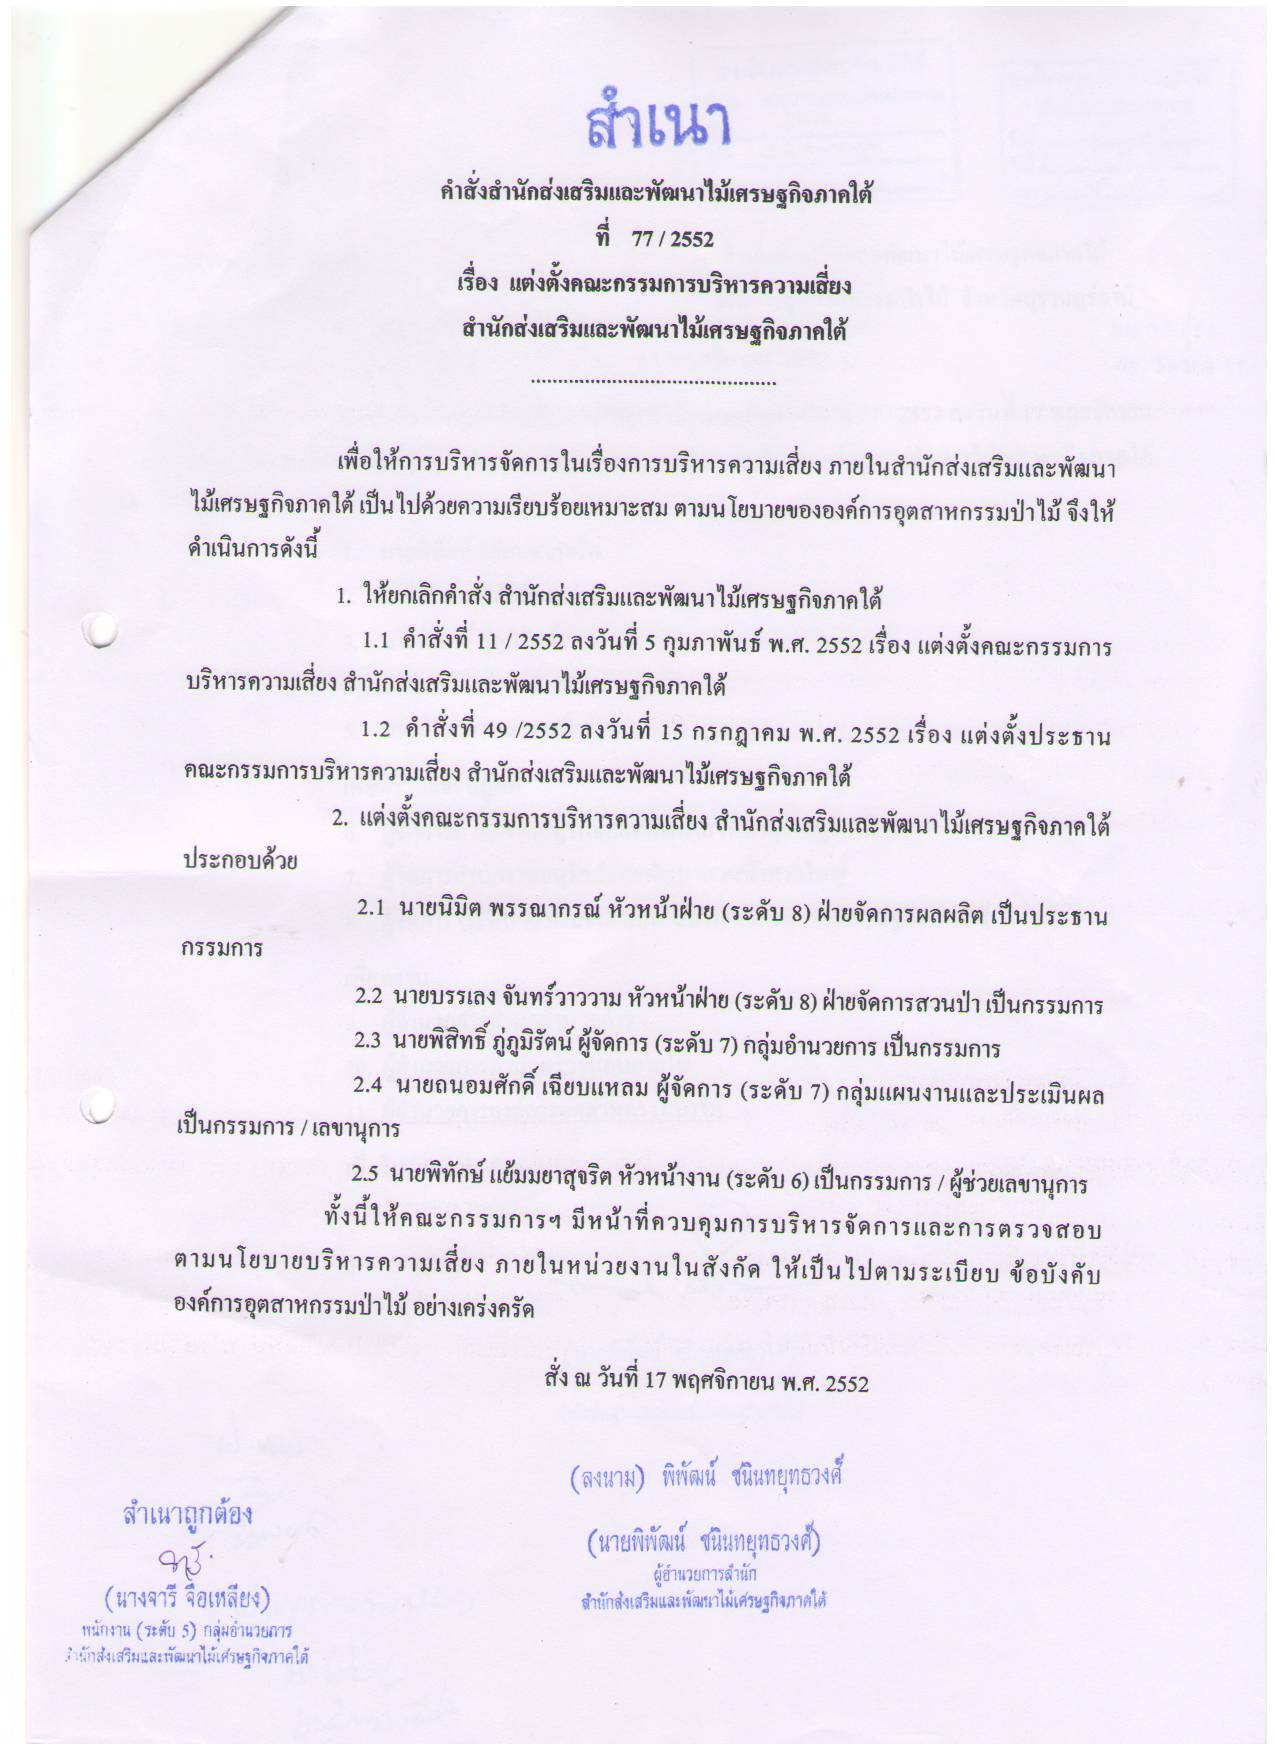 สำเนา
คำสั่งสำนักส่งเสริมและพัฒนาไม้เศรษฐกิจภาคใต้
ที่ 77 / 2552
เรื่อง แต่งตั้งคณะกรรมการบริหารความเสี่ยง
สำนักส่งเสริมและพัฒนาไม้เศรษฐกิจภาคใต้
.............................................
เพื่อให้การบริหารจัดการในเรื่องการบริหารความเสี่ยง ภายในสำนักส่งเสริมและพัฒนา
ไม้เศรษฐกิจภาคใต้ เป็นไปด้วยความเรียบร้อยเหมาะสม ตามนโยบายขององค์การอุตสาหกรรมป่าไม้ จึงให้
ดำเนินการดังนี้
1. ให้ยกเลิกคำสั่ง สำนักส่งเสริมและพัฒนาไม้เศรษฐกิจภาคใต้
1.1 คำสั่งที่ 11 / 2552 ลงวันที่ 5 กุมภาพันธ์ พ.ศ. 2552 เรื่อง แต่งตั้งคณะกรรมการ
บริหารความเสี่ยง สำนักส่งเสริมและพัฒนาไม้เศรษฐกิจภาคใต้
1.2 คำสั่งที่ 49 /2552 ลงวันที่ 15 กรกฎาคม พ.ศ. 2552 เรื่อง แต่งตั้งประธาน
คณะกรรมการบริหารความเสี่ยง สำนักส่งเสริมและพัฒนาไม้เศรษฐกิจภาคใต้
2. แต่งตั้งคณะกรรมการบริหารความเสี่ยง สำนักส่งเสริมและพัฒนาไม้เศรษฐกิจภาคใต้
ประกอบด้วย
2.1 นายนิมิต พรรณากรณ์ หัวหน้าฝ่าย (ระดับ 8) ฝ่ายจัดการผลผลิต เป็นประธาน
กรรมการ
2.2 นายบรรเลง จันทร์วาววาม หัวหน้าฝ่าย (ระดับ 8) ฝ่ายจัดการสวนป่า เป็นกรรมการ
2.3 นายพิสิทธิ์ ภู่ภูมิรัตน์ ผู้จัดการ (ระดับ 7) กลุ่มอำนวยการ เป็นกรรมการ
2.4 นายถนอมศักดิ์ เฉียบแหลม ผู้จัดการ (ระดับ 7) กลุ่มแผนงานและประเมินผล
เป็นกรรมการ / เลขานุการ
2.5 นายพิทักษ์ แย้มมยาสุจริต หัวหน้างาน (ระดับ 6) เป็นกรรมการ / ผู้ช่วยเลขานุการ
ทั้งนี้ให้คณะกรรมการฯ มีหน้าที่ควบคุมการบริหารจัดการและการตรวจสอบ
ตามนโยบายบริหารความเสี่ยง ภายในหน่วยงานในสังกัด ให้เป็นไปตามระเบียบ ข้อบังคับ
องค์การอุตสาหกรรมป่าไม้ อย่างเคร่งครัด
สั่ง ณ วันที่ 17 พฤศจิกายน พ.ศ. 2552
(ลงนาม) พิพัฒน์ ชนินทยุทธวงศ์
(นายพิพัฒน์ ชนินทยุทธวงศ์)
ผู้อำนวยการสำนัก
สำนักส่งเสริมและพัฒนาไม้เศรษฐกิจภาคใต้
สำเนาถูกต้อง
(นางจารี จือเหลียง)
พนักงาน (ระดับ 5) กลุ่มอำนวยการ
สำนักส่งเสริมและพัฒนาไม้เศรษฐกิจภาคใต้